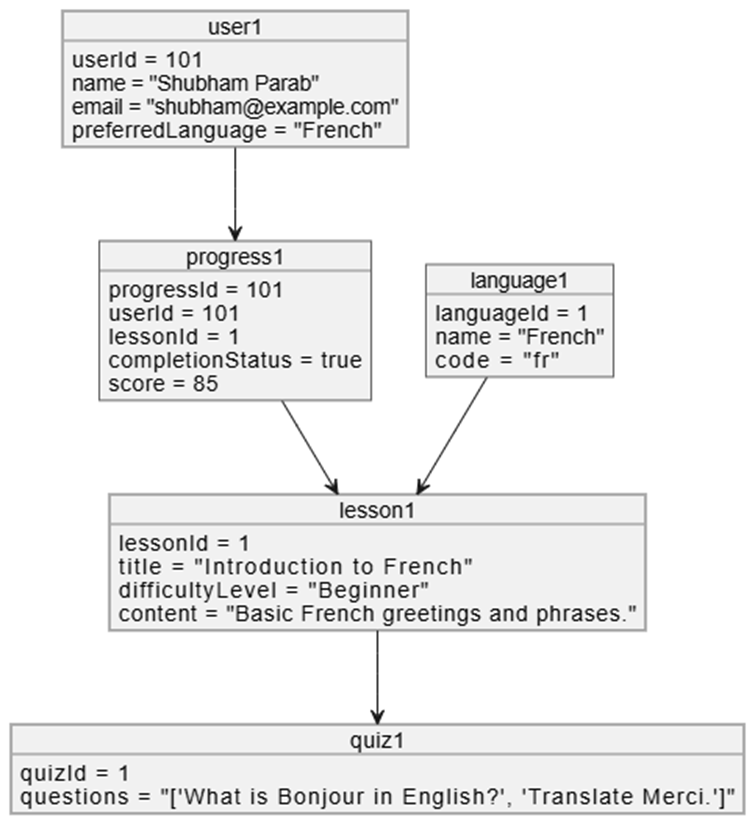 user1
userId = 101
name = "Shubham Parab"
email = "shubham@example.com"
preferredLanguage = "French"
progress1
progressId = 101
userId = 101
lessonId = 1
completionStatus = true
score = 85
language1
languageId = 1
name = "French"
code = "fr"
lesson1
lessonId = 1
title = "Introduction to French"
difficultyLevel = "Beginner"
content = "Basic French greetings and phrases."
quiz1
quizId = 1
questions = "['What is Bonjour in English?', 'Translate Merci.']"